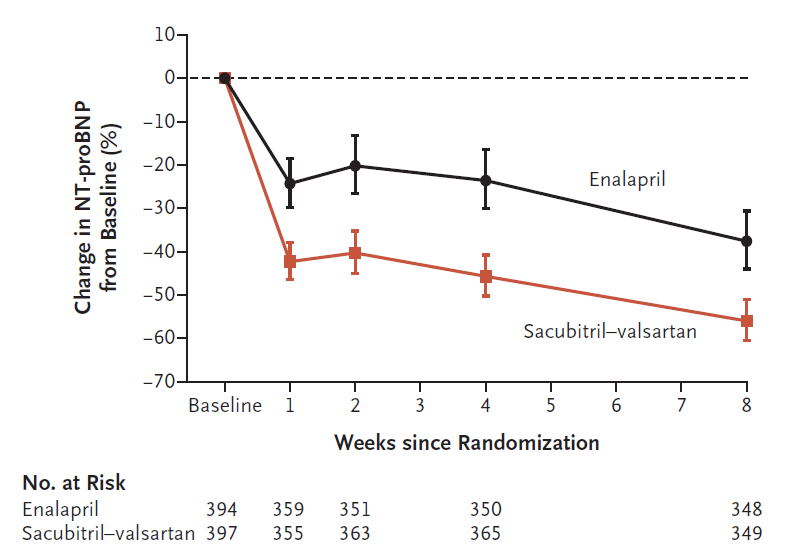 10
0
–10
–20
–30
–40
–50
–60
–70
Change in NT-proBNP
from Baseline (%)
Enalapril
Sacubitril–valsartan
Baseline 1 2 3 4 5 6 7 8
Weeks since Randomization
No. at Risk
Enalapril 394 359 351 350 348
Sacubitril–valsartan 397 355 363 365 349